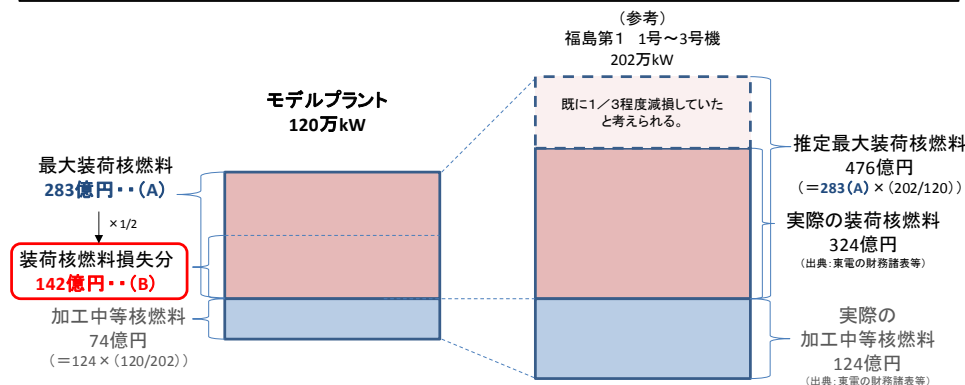 モデルプラント
120万kW
最大装荷核燃料
283億円・・(A)
×1/2
装荷核燃料損失分
142億円・・(B)
加工中等核燃料
74億円
(＝124×(120/202))
(参考)
福島第1　1号～3号機
202万kW
既に1／3程度減損していた
と考えられる。
推定最大装荷核燃料
476億円
(＝283(A)×(202/120))
実際の装荷核燃料
324億円
(出典:東電の財務諸表等)
実際の
加工中等核燃料
124億円
(出典:東電の財務諸表等)